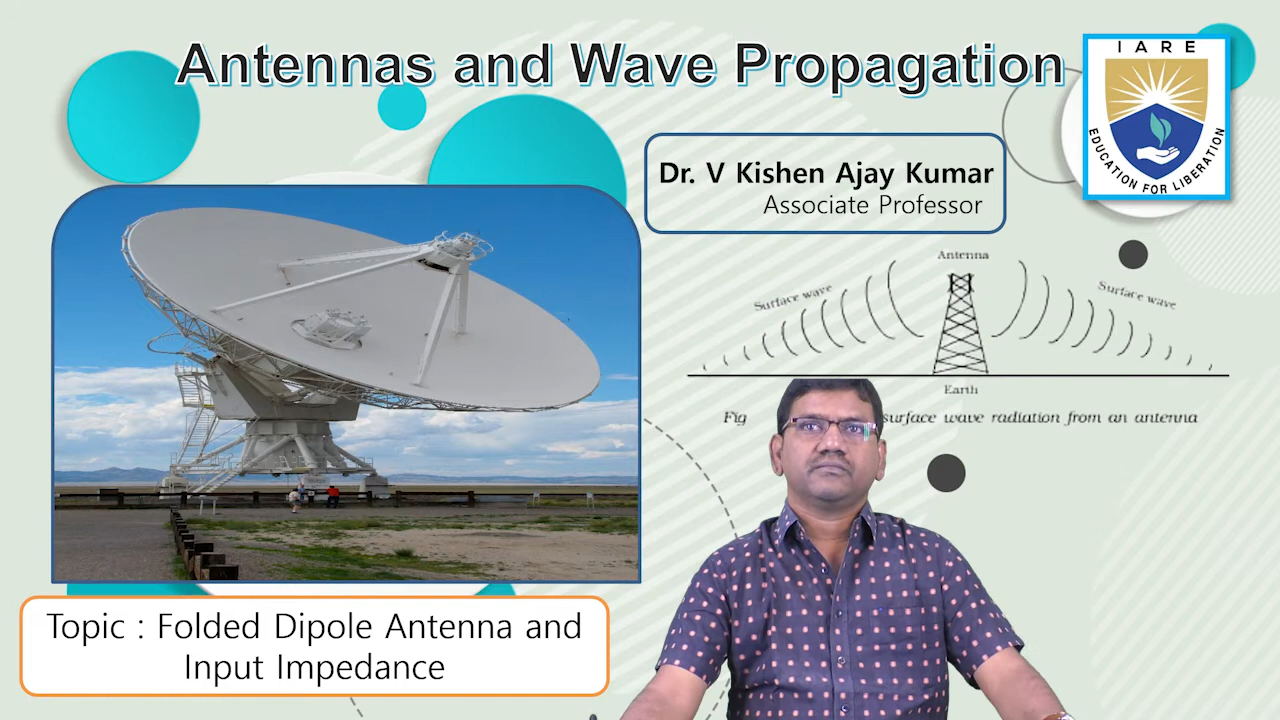 Antennas and Wave Propagation
IARE
EDUCATION FOR LIBERATION
Dr. V Kishen Ajay Kumar
Associate Professor
Antenna
Surface wave
Surface wave
Earth
Fig surface wave radiation from an antenna
Topic : Folded Dipole Antenna and
Input Impedance